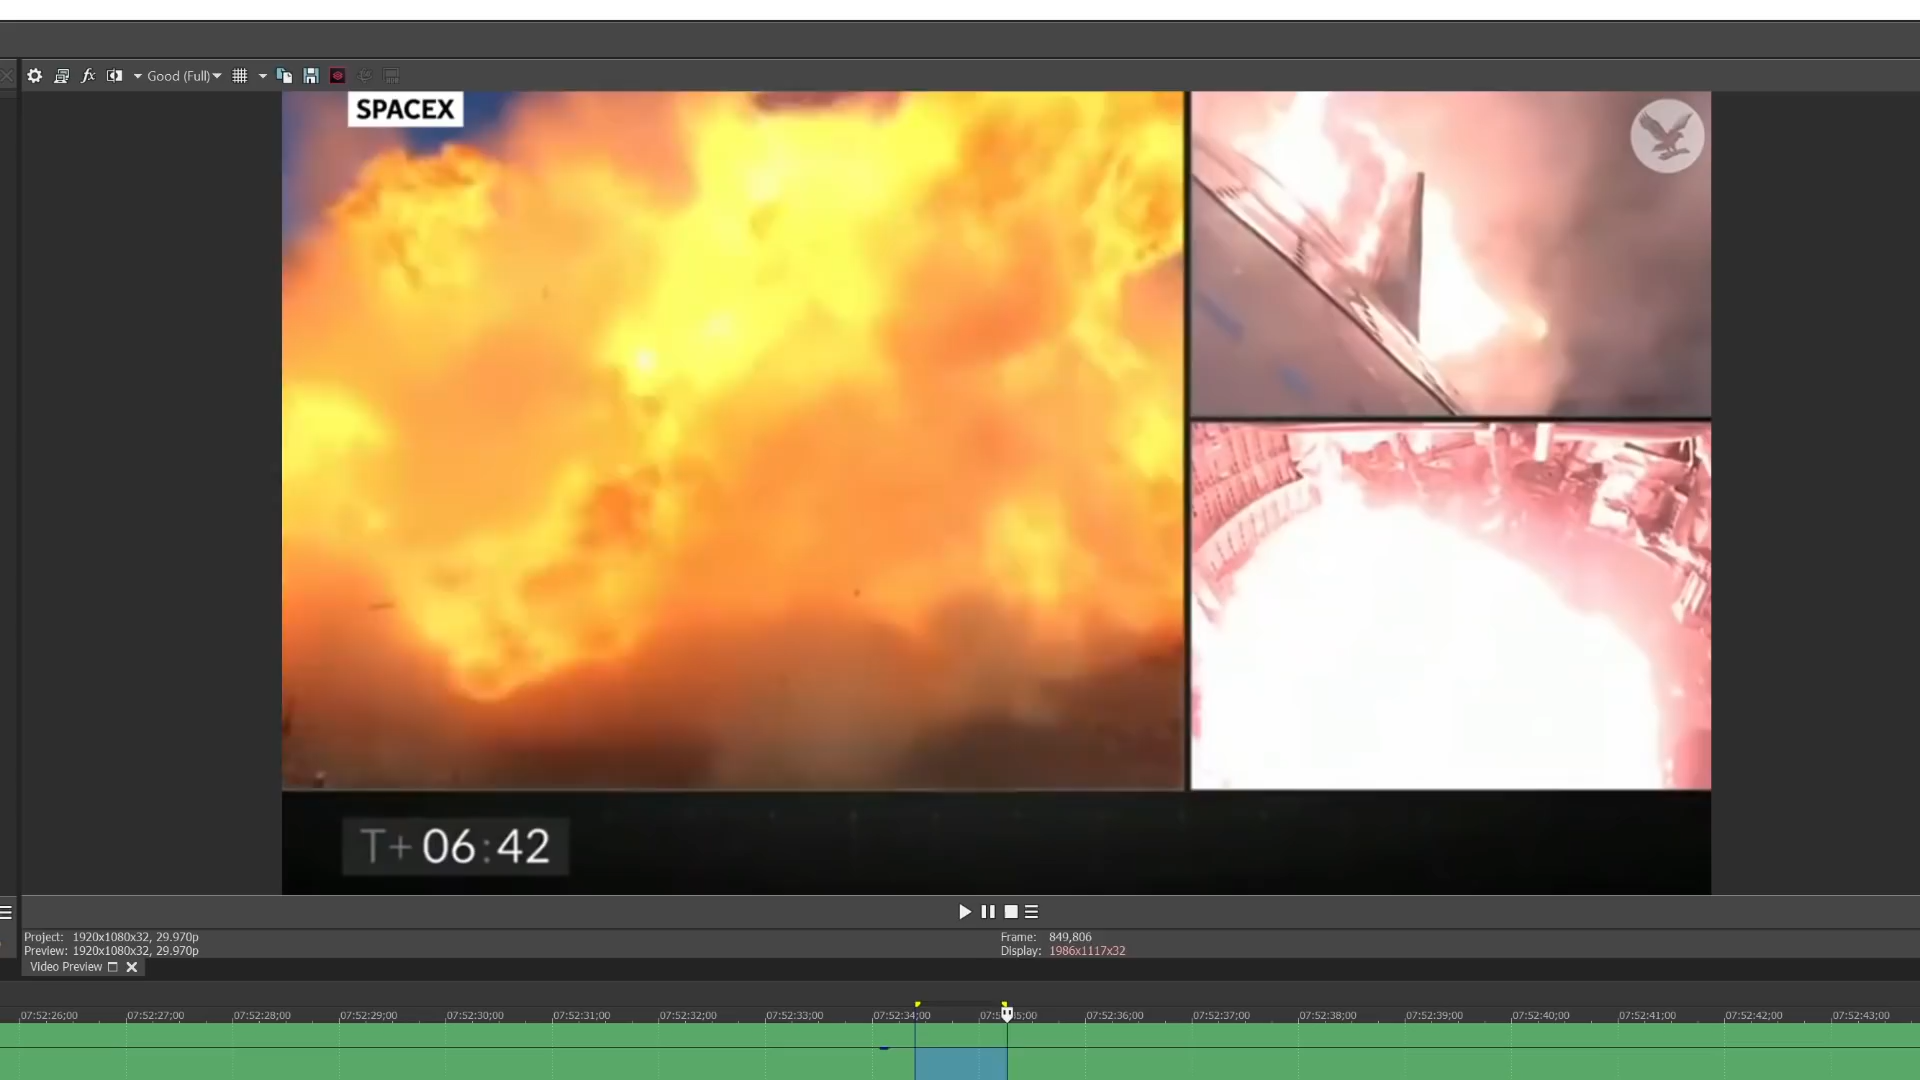 Good (Full)
SPACEX
T+ 06:42
Project: 1920x1080x32, 29.970p
Preview: 1920x1080x32, 29.970p
Frame: 849,806
Display: 1986x1117x32
Video Preview
07:52:26;00 07:52:27;00 07:52:28;00 07:52:29;00 07:52:30;00 07:52:31;00 07:52:32;00 07:52:33;00 07:52:34;00 07:52:36;00 07:52:37;00 07:52:38;00 07:52:39;00 07:52:40;00 07:52:41;00 07:52:42;00 07:52:43;00